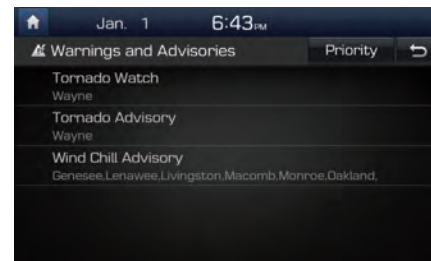 Jan. 1 6:43PM
Warnings and Advisories Priority
Tornado Watch
Wayne
Tornado Advisory
Wayne
Wind Chill Advisory
Genesee,Lenawee,Livingston,Macomb,Monroe,Oakland,